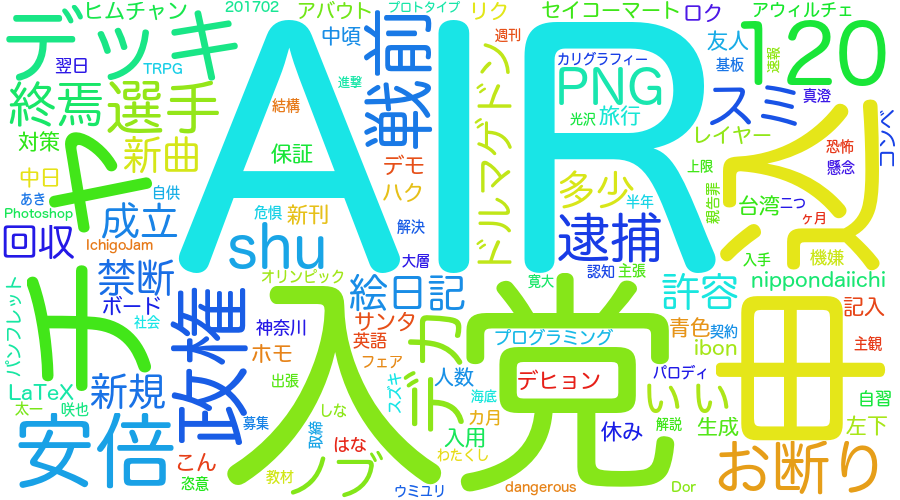 ヒムチャン
201702
アバウト
プロトタイプ
リク
セイコーマート
ロク
アウィルチェ
デッキ
AIR
戦前
中頃
週刊
カリグラフィー
友人
120
翌日
TRPG
基板
速報
進撃
PNG
スミ
真澄
終焉
選手
結構
ドルマゲドン
光沢
旅行
レイヤー
コンベ
対策
ヤ
新曲
保証
デモ
上限
恐怖
懸念
中日
自供
ハク
多少
半年
親告罪
台湾
二つ
ヶ月
あき
Photoshop
成立
危惧
新刊
解決
逮捕
回収
IchigoJam
shu
大層
認知
主張
入手
機嫌
禁断
オリンピック
寛大
許容
nippondaiichi
パンフレット
チ
ボード
政権
絵日記
入党
申
記入
社会
神奈川
サンタ
英語
デカ
プログラミング
青色
契約
ibon
主観
ホモ
フェア
LaTeX
新規
出張
スズキ
人数
デヒョン
パロディ
海底
いい
自習
太一
咲也
しな
カ月
生成
左下
安倍
募集
取締
はな
入用
休み
解説
わたくし
お断り
こん
恣意
教材
ノブ
ウミユリ
dangerous
Dor